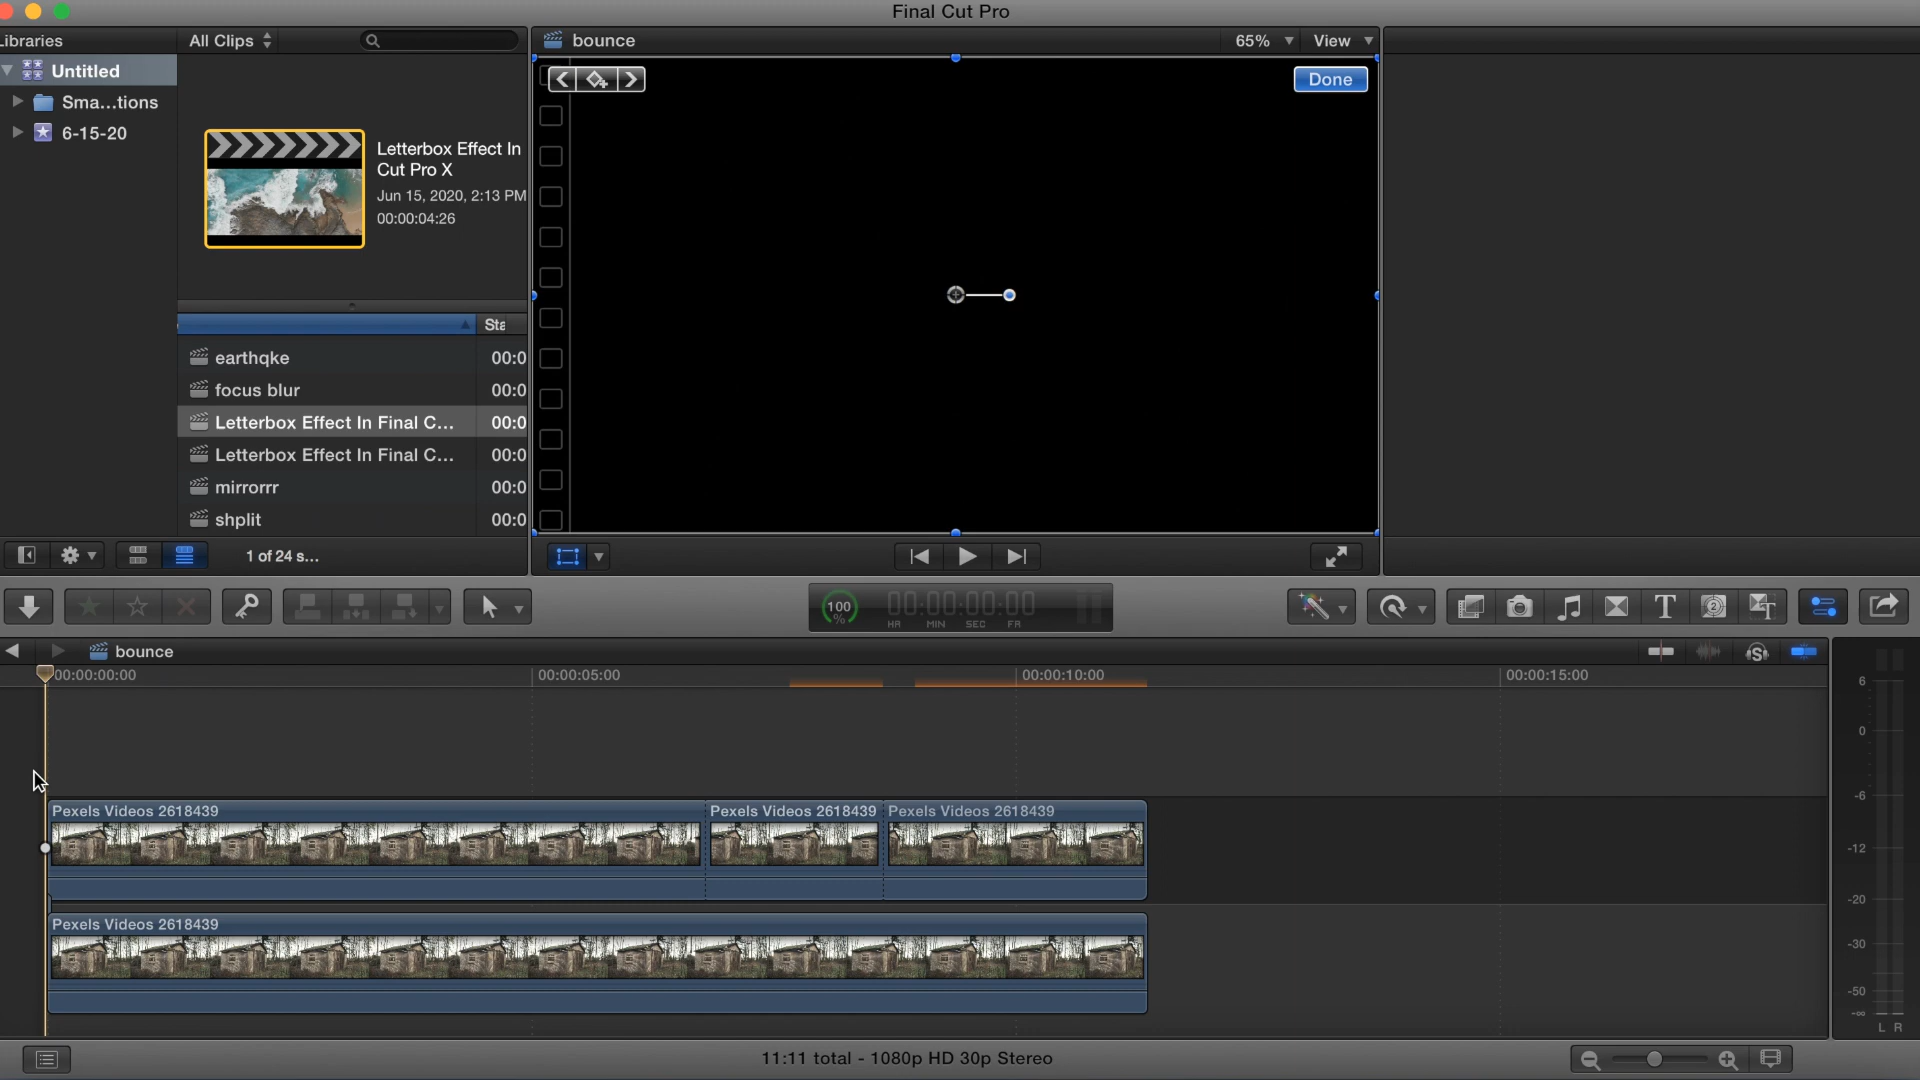 Final Cut Pro
Libraries
All Clips
bounce
65%
View
Untitled
Sma...tions
6-15-20
Done
Letterbox Effect In
Cut Pro X
Jun 15, 2020, 2:13 PM
00:00:04:26
Sta
earthqke 00:0
focus blur 00:0
Letterbox Effect In Final C... 00:0
Letterbox Effect In Final C... 00:0
mirrorrr 00:0
shplit 00:0
1 of 24 s...
100
%
00:00:00:00
HR MIN SEC FR
bounce
00:00:00:00
00:00:05:00
00:00:10:00
00:00:15:00
Pexels Videos 2618439
Pexels Videos 2618439
Pexels Videos 2618439
Pexels Videos 2618439
6
0
-6
-12
-20
-30
-50
-∞
L R
11:11 total - 1080p HD 30p Stereo